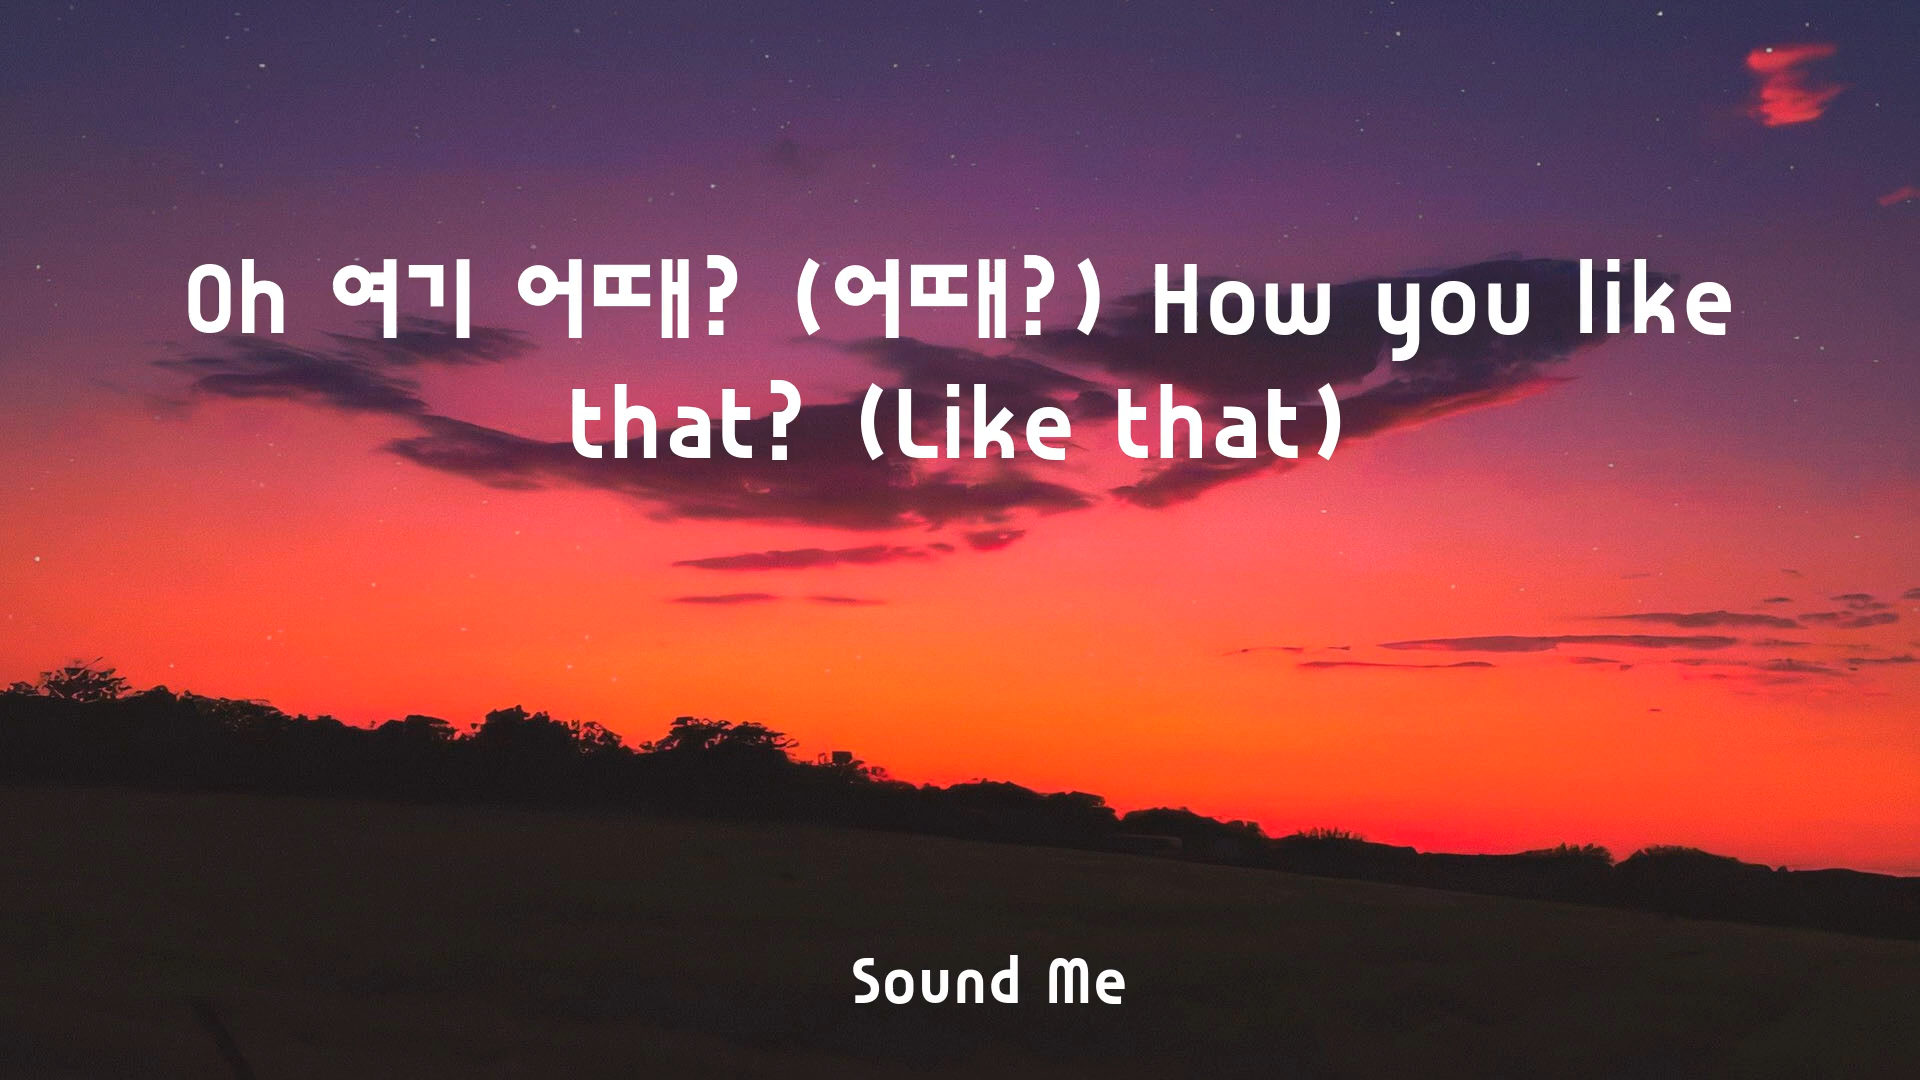 Oh 여기 어때? (어때?) How you like
that? (Like that)
Sound Me